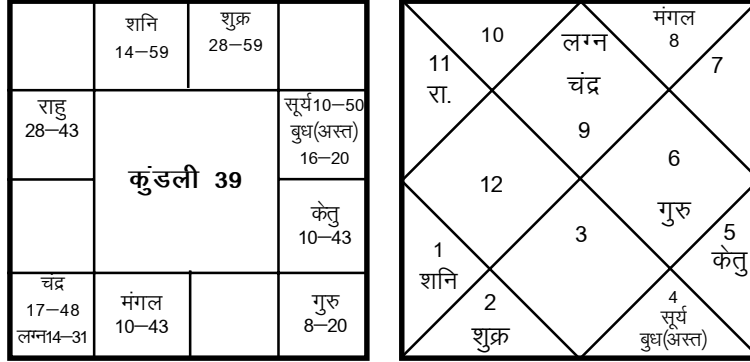 शनि
14–59
शुक्र
28–59
राहु
28–43
सूर्य10–50
बुध(अस्त)
16–20
कुंडली 39
केतु
10–43
चंद्र
17–48
लग्न14–31
मंगल
10–43
गुरु
8–20
10
लग्न
चंद्र
9
मंगल
8
11
रा.
7
12
6
गुरु
3
1
शनि
5
केतु
2
शुक्र
4
सूर्य
बुध(अस्त)